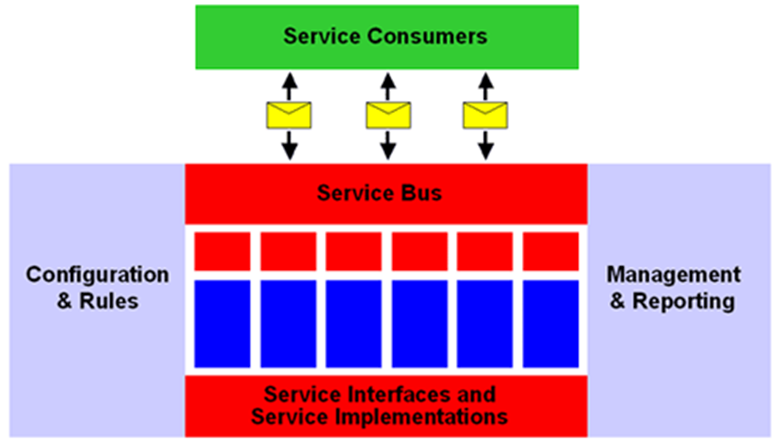 Service Consumers
Service Bus
Configuration
& Rules
Management
& Reporting
Service Interfaces and
Service Implementations